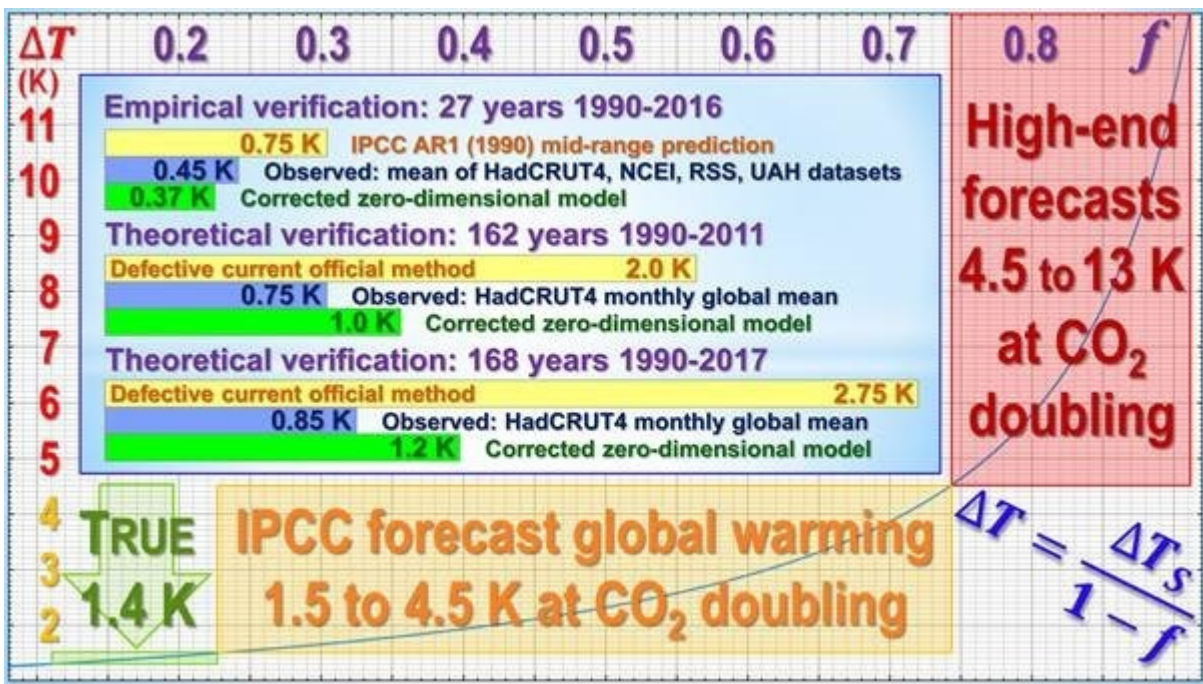 ΔT 0.2 0.3 0.4 0.5 0.6 0.7 0.8 f
(K)
11
10
9
8
7
6
5
4
3
2
Empirical verification: 27 years 1990-2016
0.75 K IPCC AR1 (1990) mid-range prediction
0.45 K Observed: mean of HadCRUT4, NCEI, RSS, UAH datasets
0.37 K Corrected zero-dimensional model
Theoretical verification: 162 years 1990-2011
Defective current official method 2.0 K
0.75 K Observed: HadCRUT4 monthly global mean
1.0 K Corrected zero-dimensional model
Theoretical verification: 168 years 1990-2017
Defective current official method 2.75 K
0.85 K Observed: HadCRUT4 monthly global mean
1.2 K Corrected zero-dimensional model
High-end
forecasts
4.5 to 13 K
at CO₂
doubling
TRUE
1.4 K
IPCC forecast global warming
1.5 to 4.5 K at CO₂ doubling
ΔT = ΔTS / 1 − f